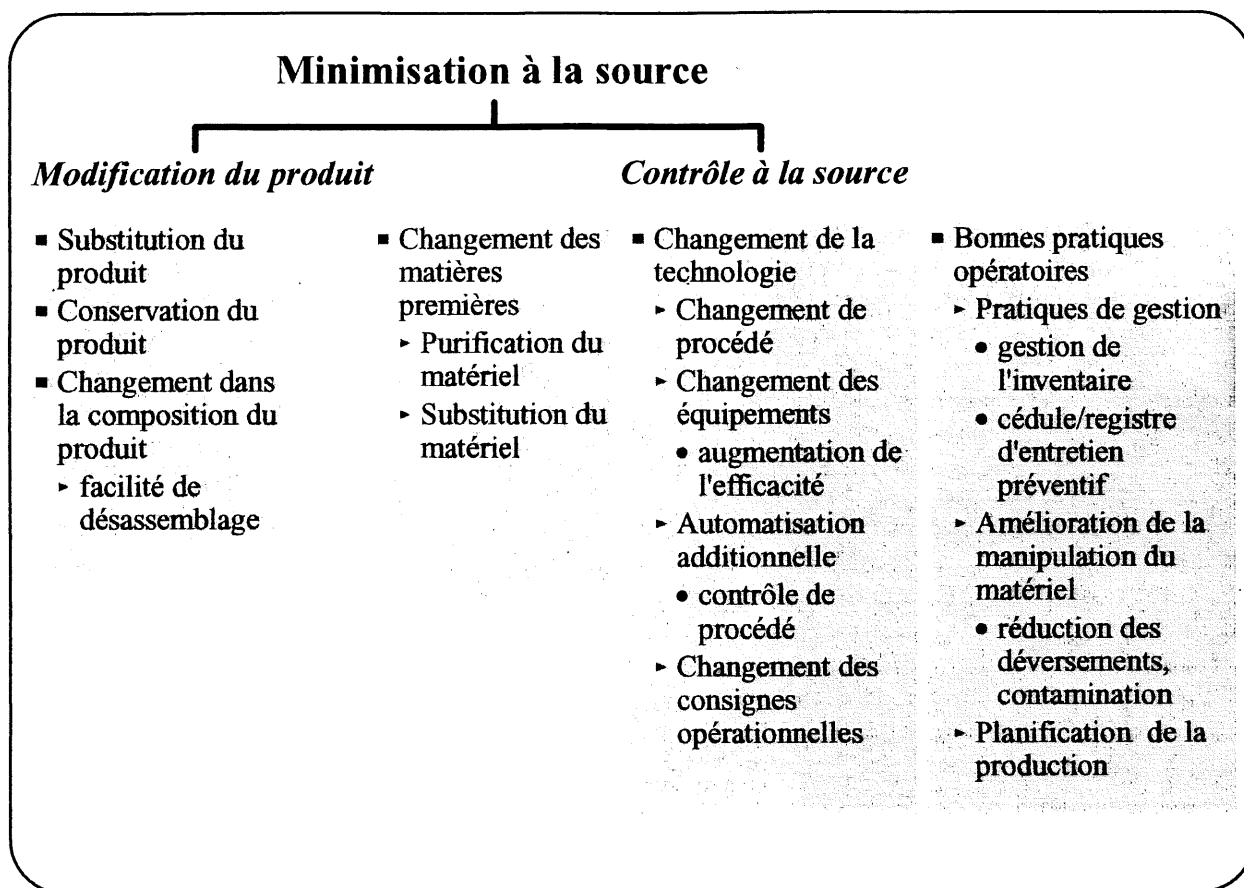 Minimisation à la source
Modification du produit
▪ Substitution du
produit
▪ Conservation du
produit
▪ Changement dans
la composition du
produit
▸ facilité de
désassemblage
▪ Changement des
matières
premières
▸ Purification du
matériel
▸ Substitution du
matériel
Contrôle à la source
▪ Changement de la
technologie
▸ Changement de
procédé
▸ Changement des
équipements
• augmentation de
l'efficacité
▸ Automatisation
additionnelle
• contrôle de
procédé
▸ Changement des
consignes
opérationnelles
▪ Bonnes pratiques
opératoires
▸ Pratiques de gestion
• gestion de
l'inventaire
• cédule/registre
d'entretien
préventif
▸ Amélioration de la
manipulation du
matériel
• réduction des
déversements,
contamination
▸ Planification de la
production